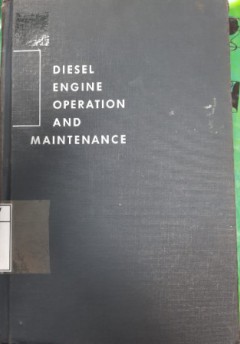 DIESEL
ENGINE
OPERATION
AND
MAINTENANCE